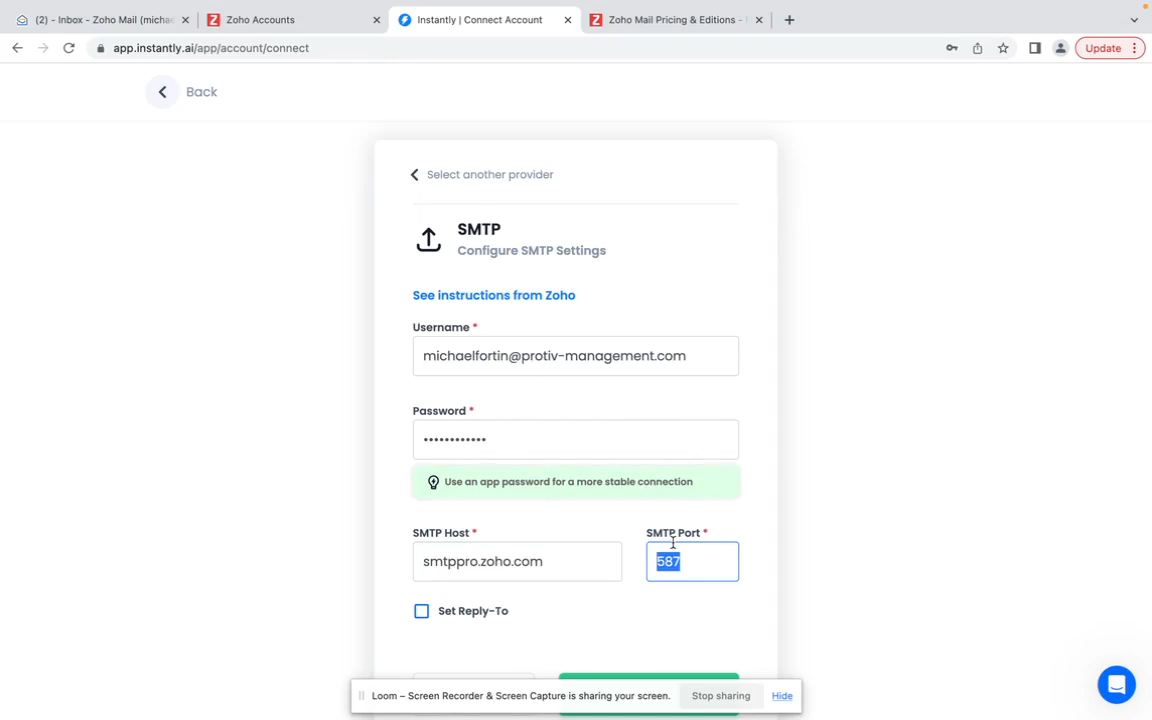 (2) - Inbox - Zoho Mail (micha
Zoho Accounts
Instantly | Connect Account
Zoho Mail Pricing & Editions -
app.instantly.ai/app/account/connect
Update
Back
Select another provider
SMTP
Configure SMTP Settings
See instructions from Zoho
Username *
michaelfortin@protiv-management.com
Password *
••••••••••••
Use an app password for a more stable connection
SMTP Host * SMTP Port *
smtppro.zoho.com 587
Set Reply-To
Loom – Screen Recorder & Screen Capture is sharing your screen. Stop sharing Hide